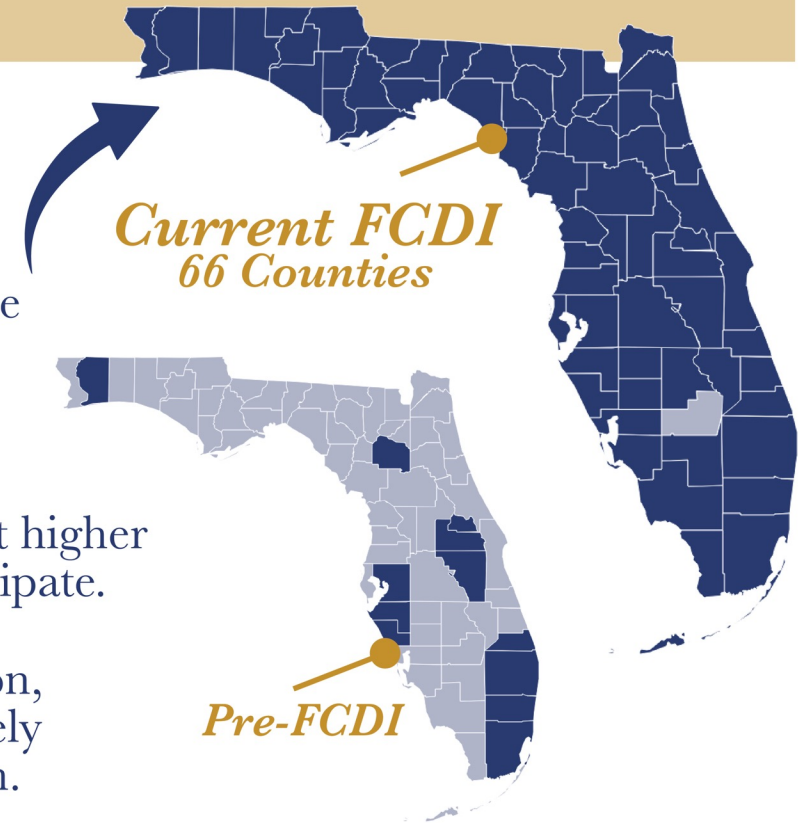 Current FCDI
66 Counties
e
t higher
ipate.
Pre-FCDI
on,
ely
n.